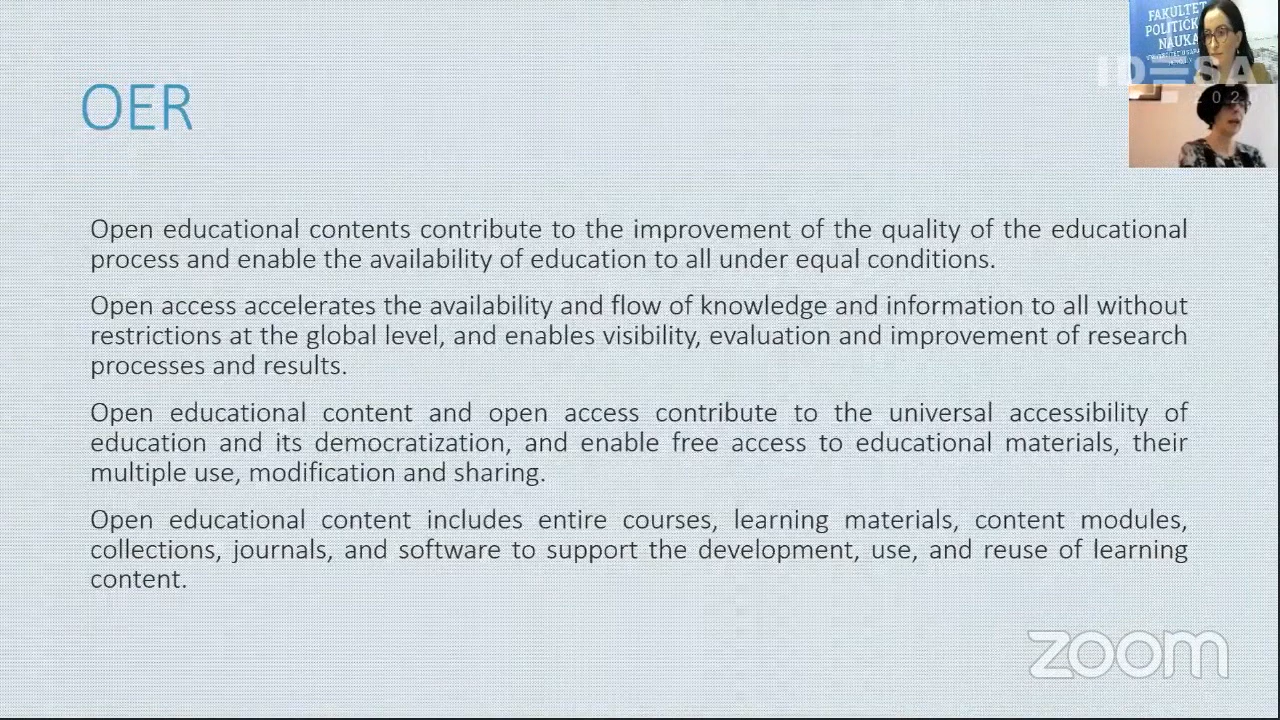 OER
Open educational contents contribute to the improvement of the quality of the educational
process and enable the availability of education to all under equal conditions.
Open access accelerates the availability and flow of knowledge and information to all without
restrictions at the global level, and enables visibility, evaluation and improvement of research
processes and results.
Open educational content and open access contribute to the universal accessibility of
education and its democratization, and enable free access to educational materials, their
multiple use, modification and sharing.
Open educational content includes entire courses, learning materials, content modules,
collections, journals, and software to support the development, use, and reuse of learning
content.
FAKULTET
NAUKA
IDESA
zoom